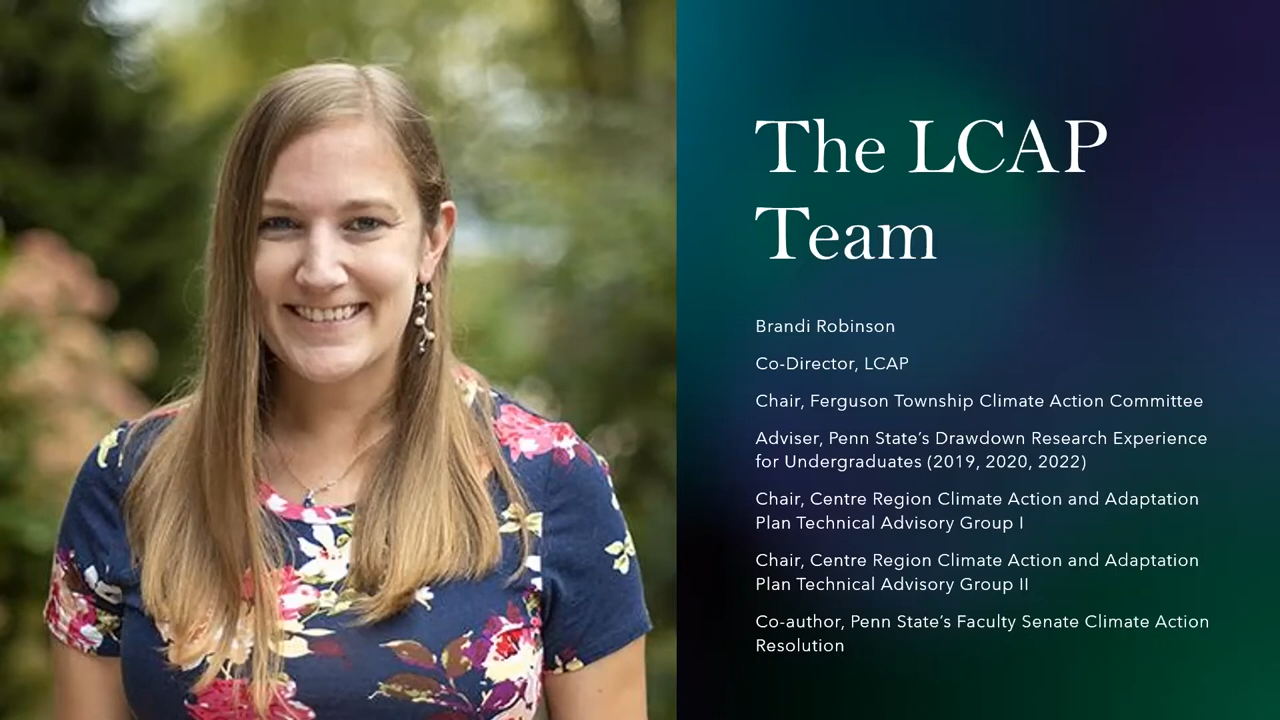 The LCAP
Team
Brandi Robinson
Co-Director, LCAP
Chair, Ferguson Township Climate Action Committee
Adviser, Penn State’s Drawdown Research Experience
for Undergraduates (2019, 2020, 2022)
Chair, Centre Region Climate Action and Adaptation
Plan Technical Advisory Group I
Chair, Centre Region Climate Action and Adaptation
Plan Technical Advisory Group II
Co-author, Penn State’s Faculty Senate Climate Action
Resolution